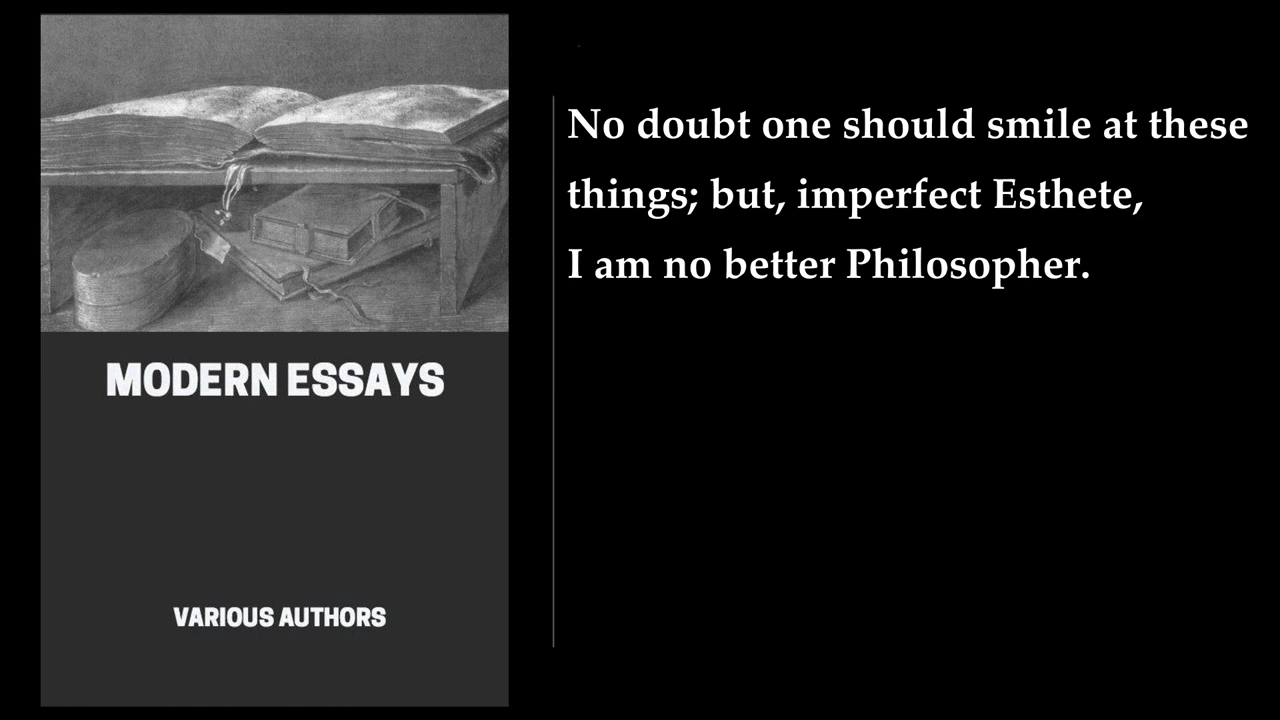 MODERN ESSAYS
VARIOUS AUTHORS
No doubt one should smile at these
things; but, imperfect Esthete,
I am no better Philosopher.